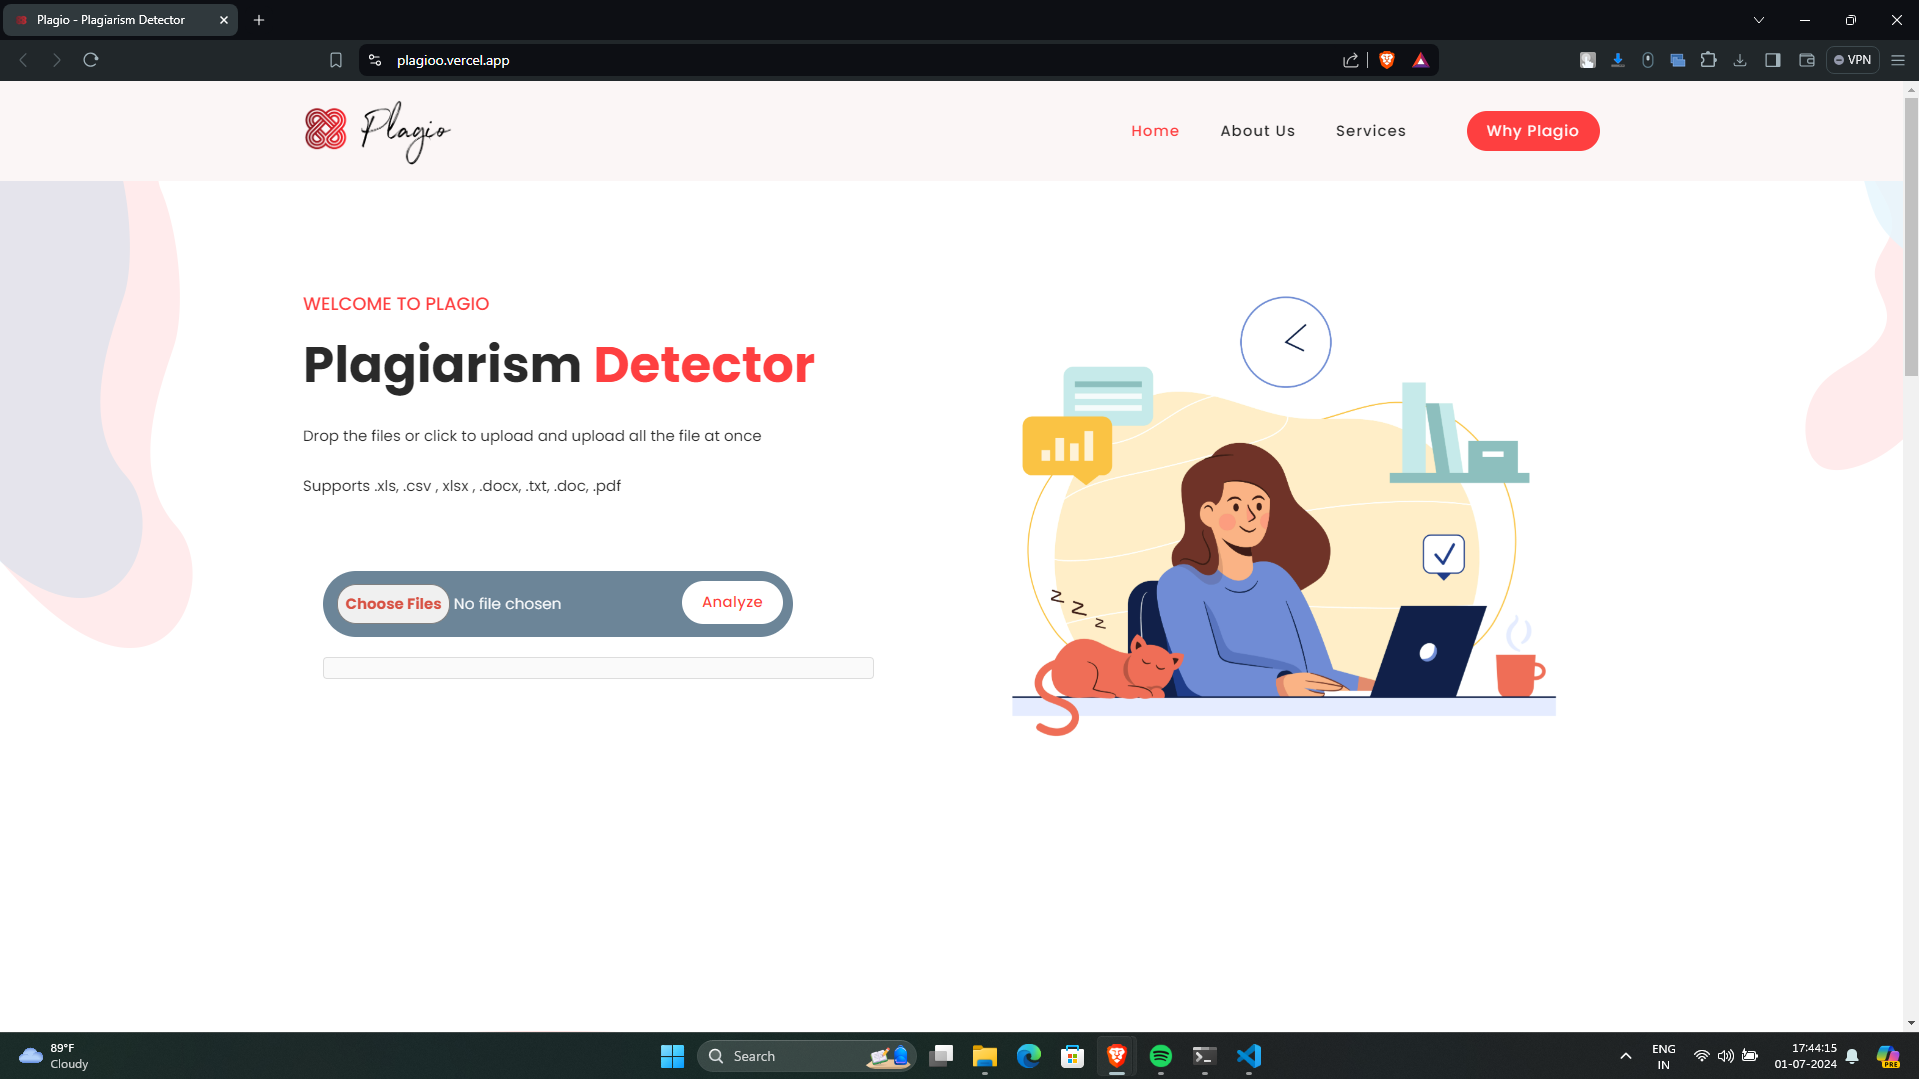 Plagio - Plagiarism Detector
plagioo.vercel.app
VPN
Plagio
Home
About Us
Services
Why Plagio
WELCOME TO PLAGIO
Plagiarism Detector
Drop the files or click to upload and upload all the file at once
Supports .xls, .csv , xlsx , .docx, .txt, .doc, .pdf
Choose Files No file chosen
Analyze
z z z
89°F
Cloudy
Search
ENG
IN
17:44:15
01-07-2024
PRE